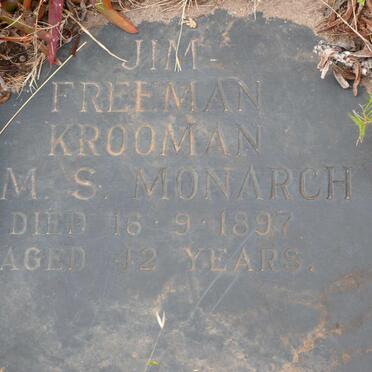 JIM
FREEMAN
KROOMAN
M. S. MONARCH
DIED 16·9·1897
AGED 42 YEARS.